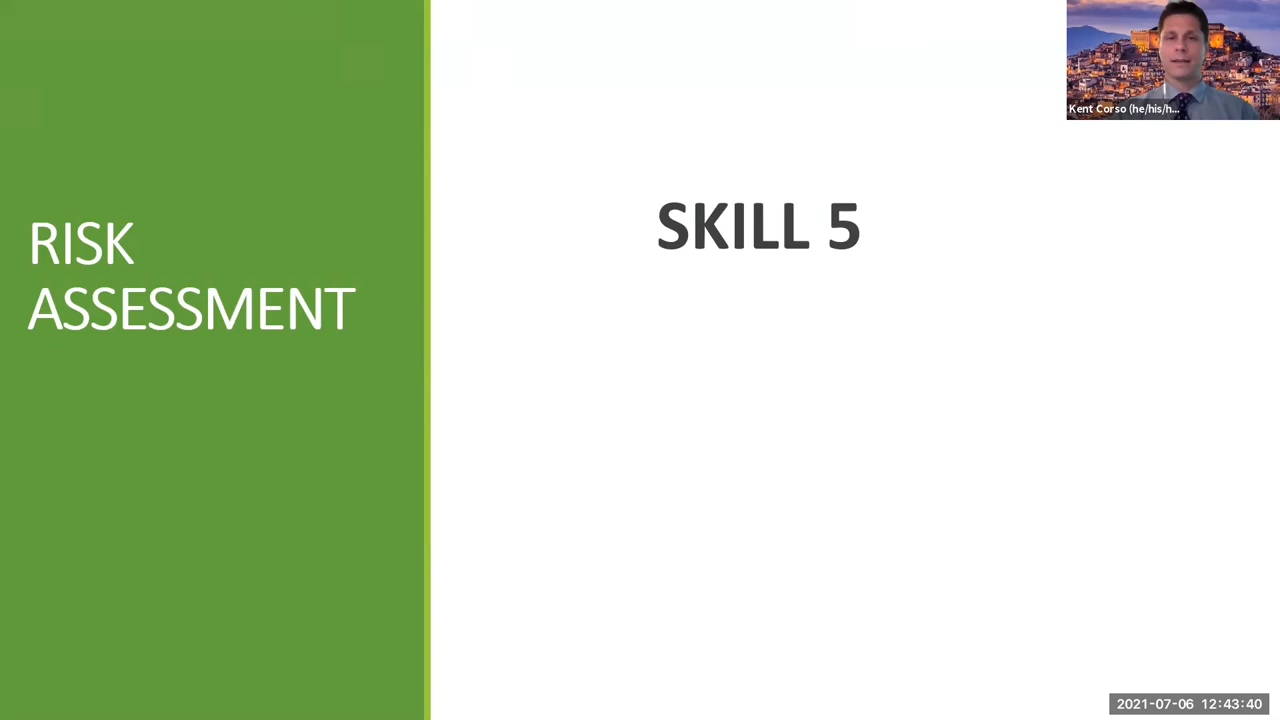 RISK
ASSESSMENT
SKILL 5
Kent Corso (he/his/h...
2021-07-06 12:43:40